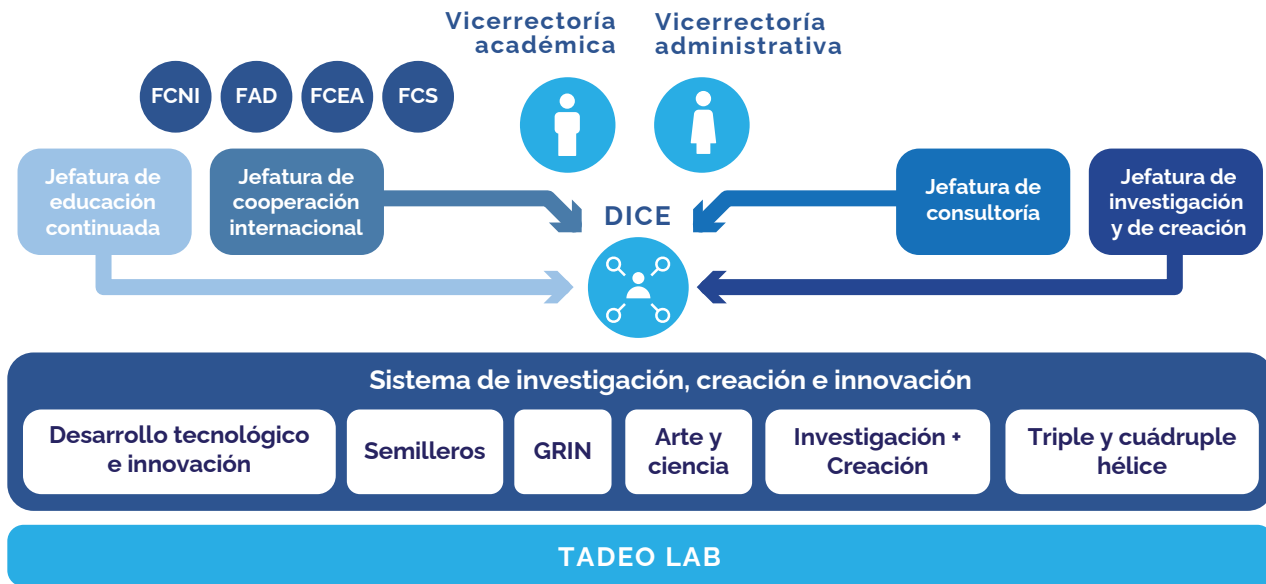 Vicerrectoría
académica
Vicerrectoría
administrativa
FCNI
FAD
FCEA
FCS
Jefatura de
educación
continuada
Jefatura de
cooperación
internacional
DICE
Jefatura de
consultoría
Jefatura de
investigación
y de creación
Sistema de investigación, creación e innovación
Desarrollo tecnológico
e innovación
Semilleros
GRIN
Arte y
ciencia
Investigación +
Creación
Triple y cuádruple
hélice
TADEO LAB